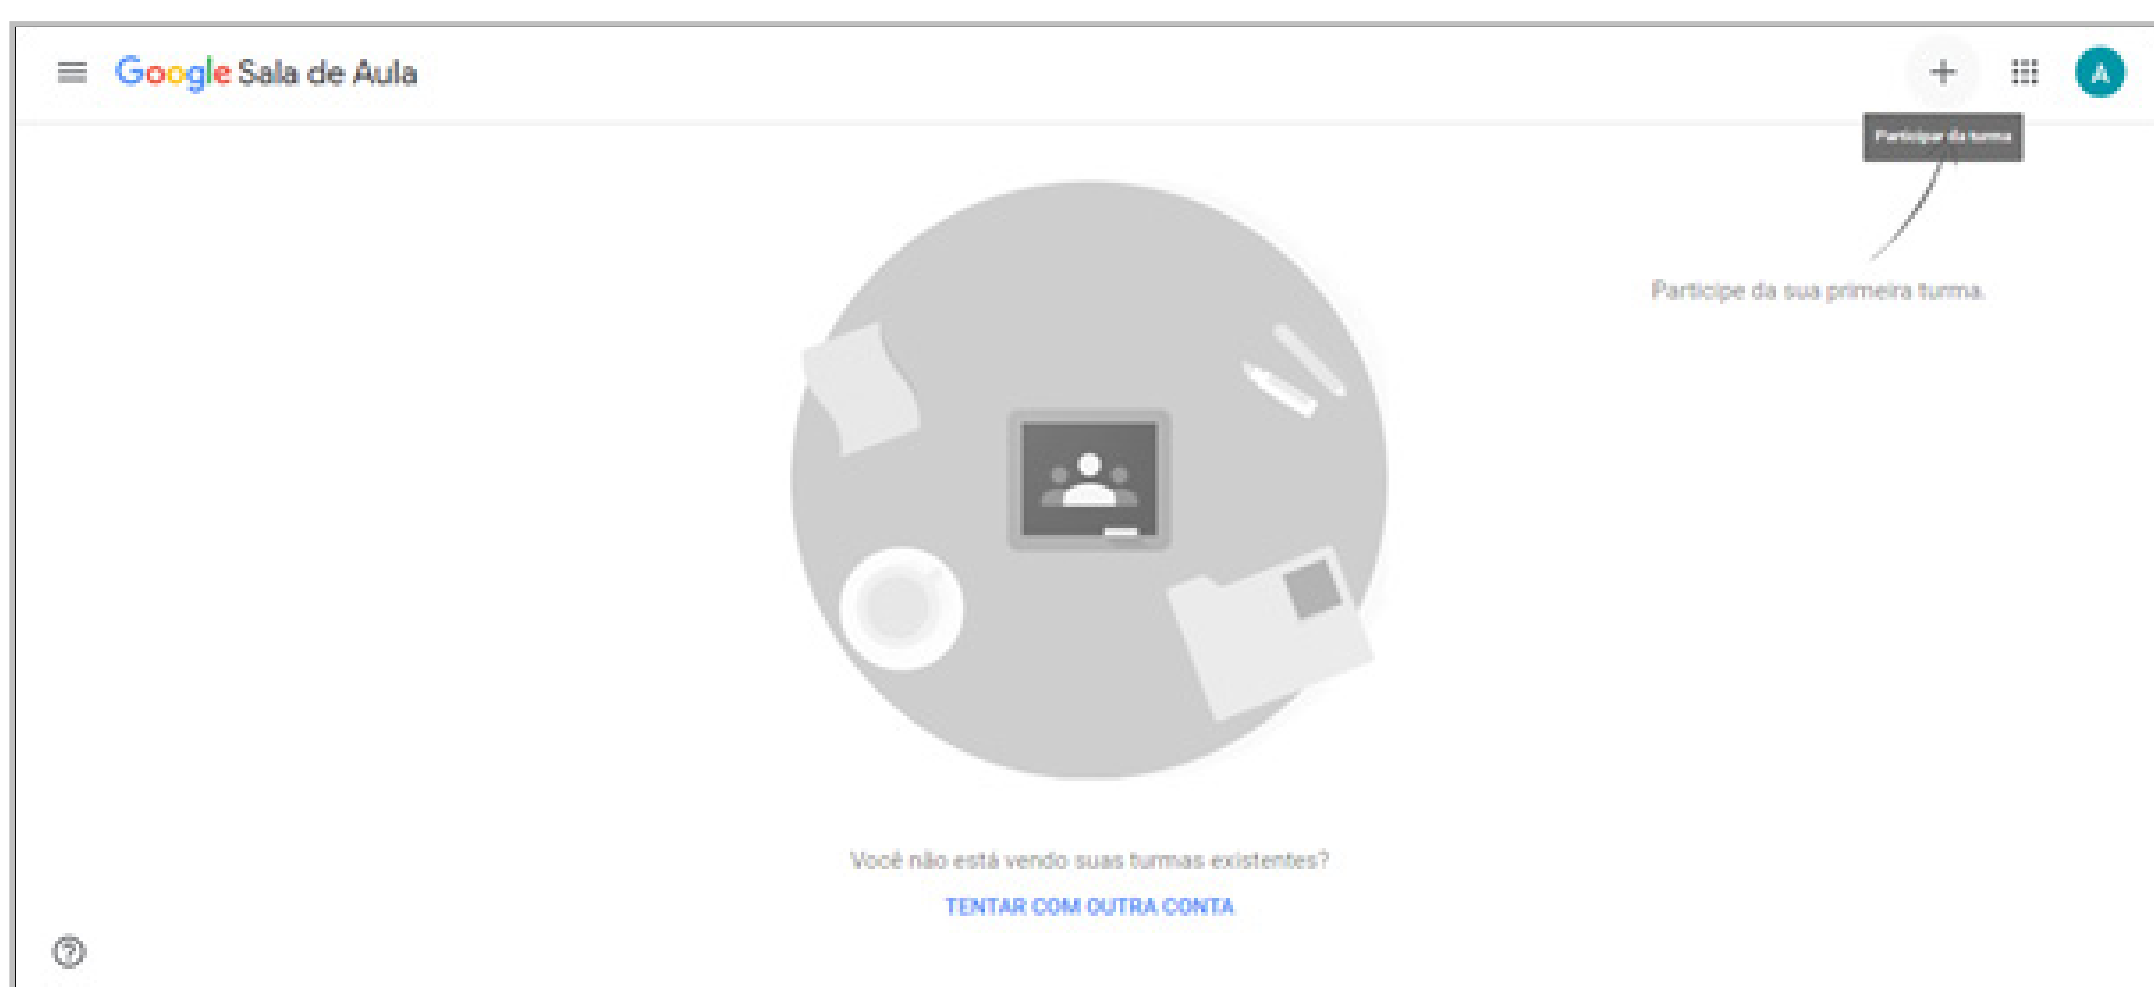 Google Sala de Aula
A
Participar da turma
Participe da sua primeira turma.
Você não está vendo suas turmas existentes?
TENTAR COM OUTRA CONTA
?